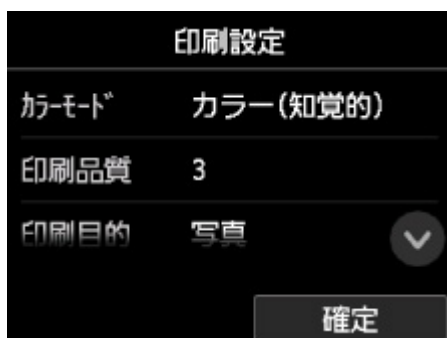 印刷設定
ｶﾗｰﾓｰﾄﾞ カラー(知覚的)
印刷品質 3
印刷目的 写真
確定